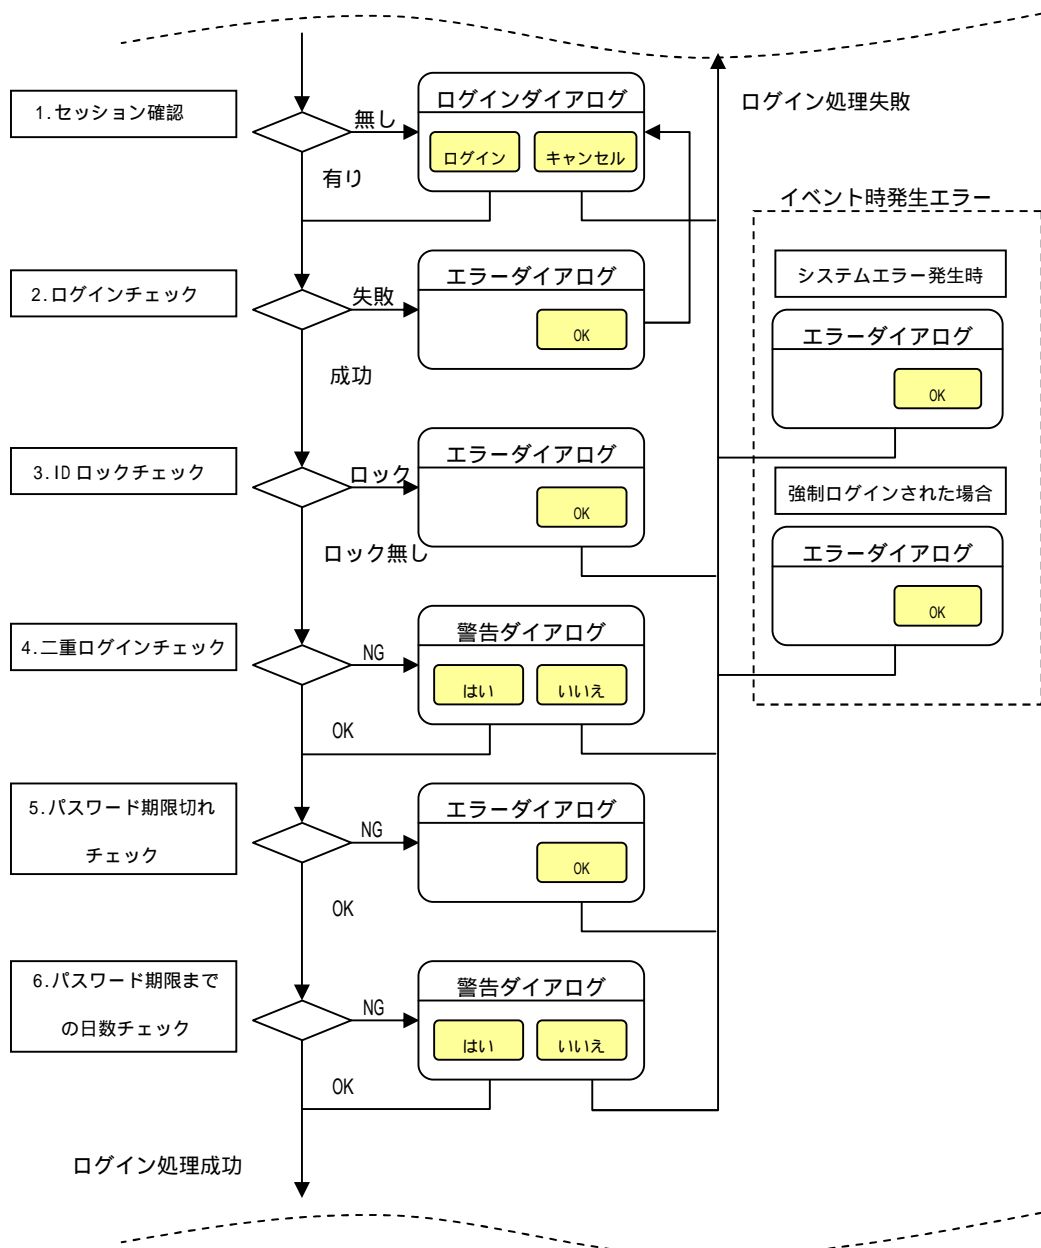 1.セッション確認
無し
有り
ログインダイアログ
ログイン
キャンセル
ログイン処理失敗
イベント時発生エラー
2.ログインチェック
失敗
成功
エラーダイアログ
OK
システムエラー発生時
エラーダイアログ
OK
3.IDロックチェック
ロック
ロック無し
エラーダイアログ
OK
強制ログインされた場合
エラーダイアログ
OK
4.二重ログインチェック
NG
OK
警告ダイアログ
はい
いいえ
5.パスワード期限切れ
チェック
NG
OK
エラーダイアログ
OK
6.パスワード期限まで
の日数チェック
NG
OK
警告ダイアログ
はい
いいえ
ログイン処理成功